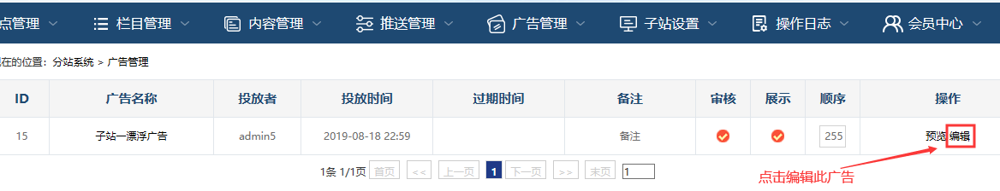 点管理 栏目管理 内容管理 推送管理 广告管理 子站设置 操作日志 会员中心
现在的位置：分站系统 > 广告管理
ID 广告名称 投放者 投放时间 过期时间 备注 审核 展示 顺序 操作
15 子站一漂浮广告 admin5 2019-08-18 22:59 备注 255 预览 编辑
1条 1/1页 首页 << 上一页 1 下一页 >> 末页 1
点击编辑此广告